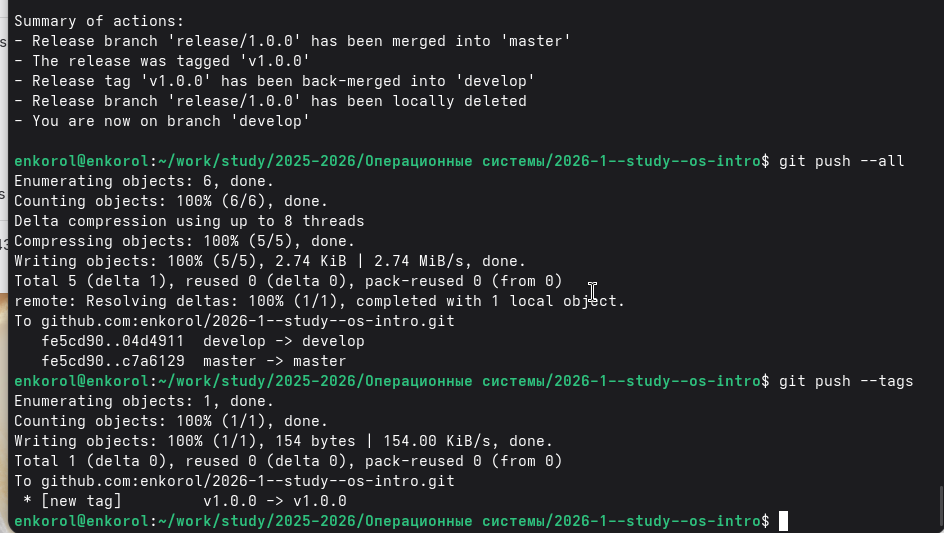 Summary of actions:
- Release branch 'release/1.0.0' has been merged into 'master'
- The release was tagged 'v1.0.0'
- Release tag 'v1.0.0' has been back-merged into 'develop'
- Release branch 'release/1.0.0' has been locally deleted
- You are now on branch 'develop'
enkorol@enkorol:~/work/study/2025-2026/Операционные системы/2026-1--study--os-intro$ git push --all
Enumerating objects: 6, done.
Counting objects: 100% (6/6), done.
Delta compression using up to 8 threads
Compressing objects: 100% (5/5), done.
Writing objects: 100% (5/5), 2.74 KiB | 2.74 MiB/s, done.
Total 5 (delta 1), reused 0 (delta 0), pack-reused 0 (from 0)
remote: Resolving deltas: 100% (1/1), completed with 1 local object.
To github.com:enkorol/2026-1--study--os-intro.git
   fe5cd90..04d4911  develop -> develop
   fe5cd90..c7a6129  master -> master
enkorol@enkorol:~/work/study/2025-2026/Операционные системы/2026-1--study--os-intro$ git push --tags
Enumerating objects: 1, done.
Counting objects: 100% (1/1), done.
Writing objects: 100% (1/1), 154 bytes | 154.00 KiB/s, done.
Total 1 (delta 0), reused 0 (delta 0), pack-reused 0 (from 0)
To github.com:enkorol/2026-1--study--os-intro.git
 * [new tag]         v1.0.0 -> v1.0.0
enkorol@enkorol:~/work/study/2025-2026/Операционные системы/2026-1--study--os-intro$